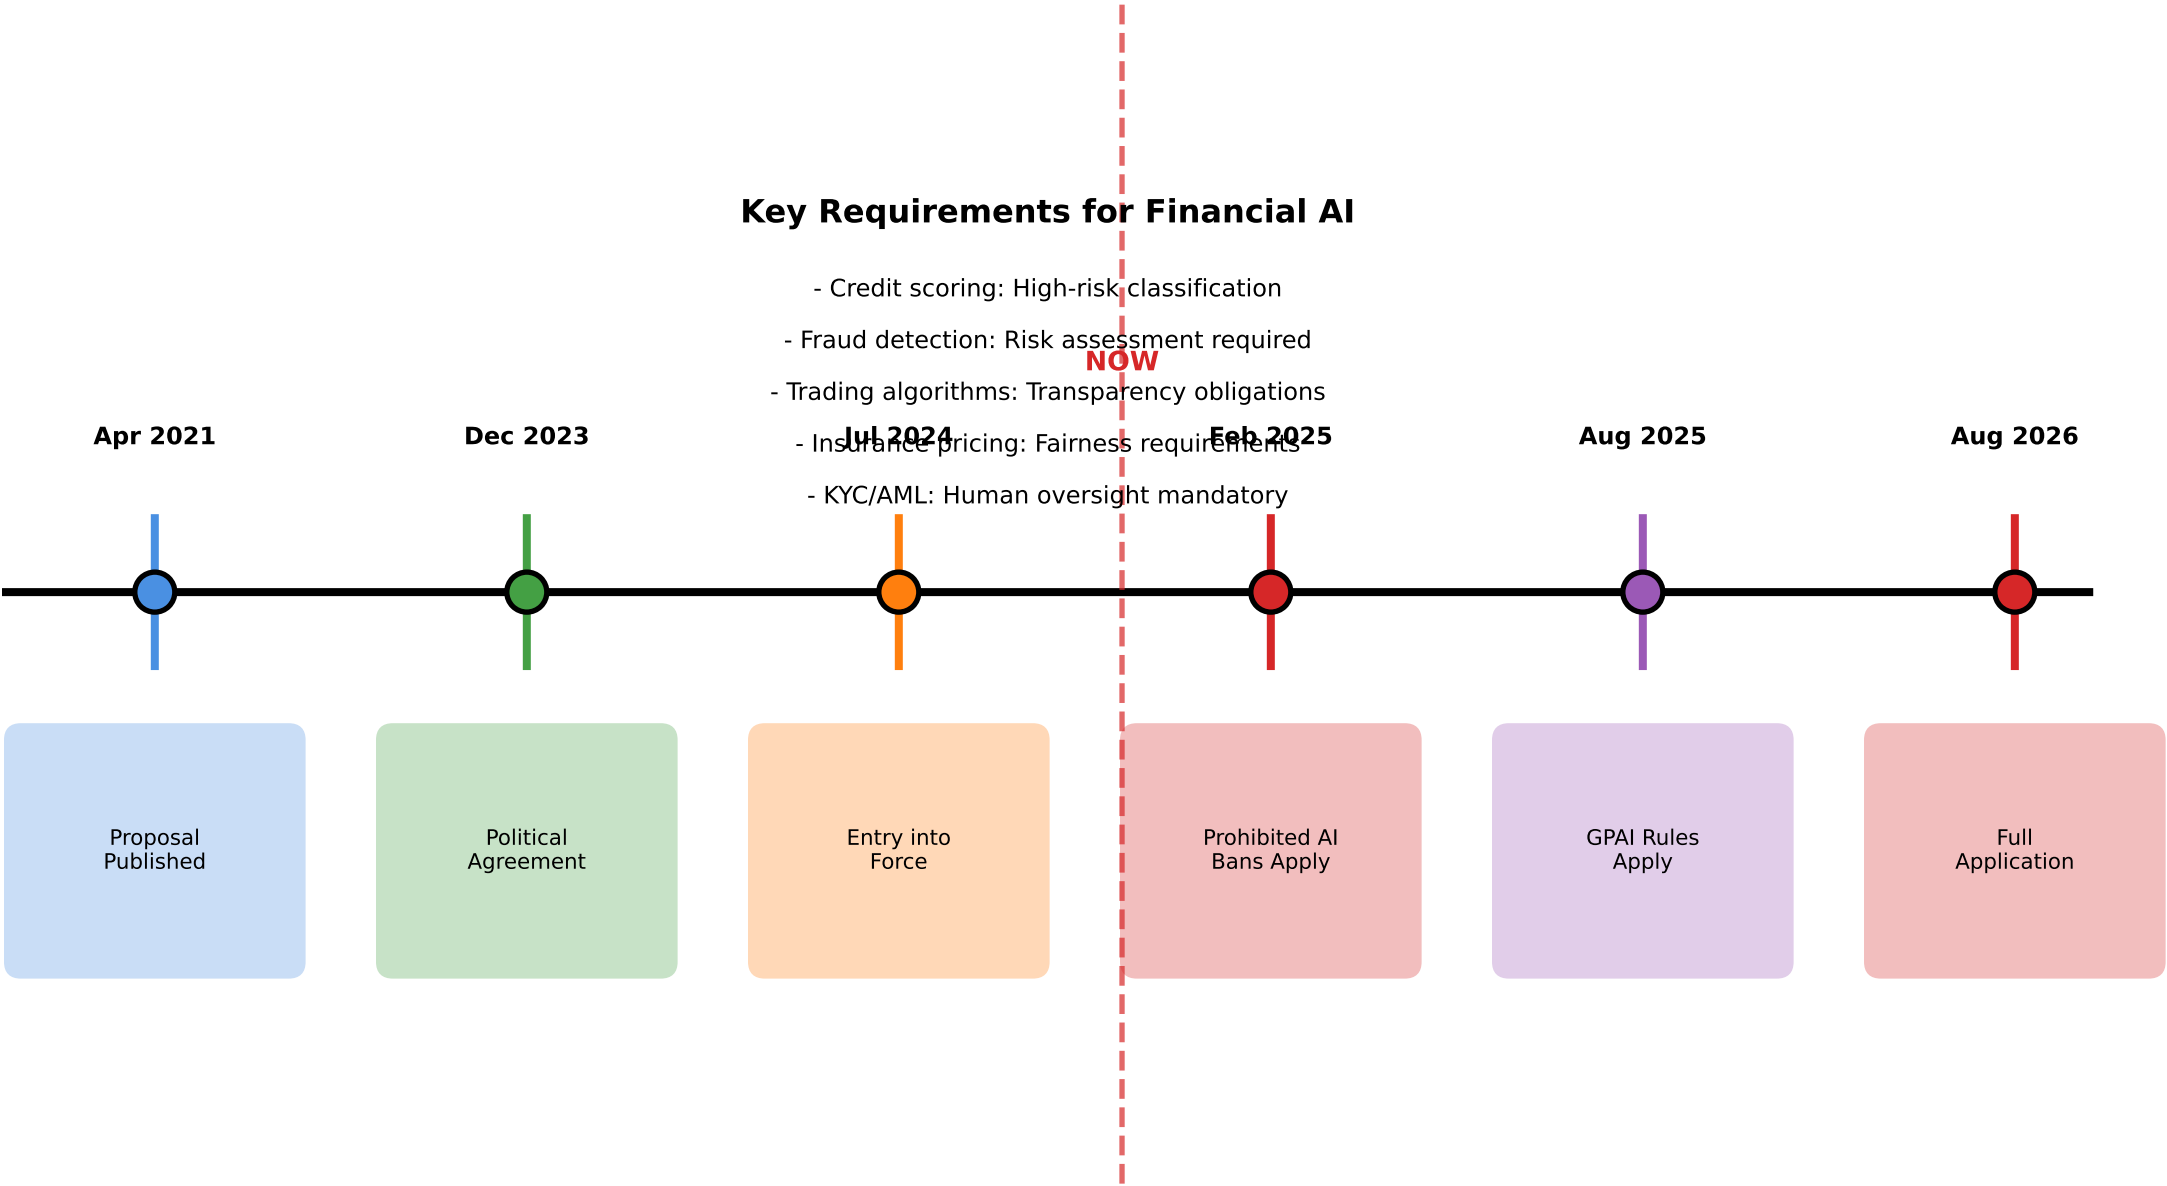 Key Requirements for Financial AI
- Credit scoring: High-risk classification
- Fraud detection: Risk assessment required
NOW
- Trading algorithms: Transparency obligations
- Insurance pricing: Fairness requirements
- KYC/AML: Human oversight mandatory
Apr 2021
Dec 2023
Jul 2024
Feb 2025
Aug 2025
Aug 2026
Proposal
Published
Political
Agreement
Entry into
Force
Prohibited AI
Bans Apply
GPAI Rules
Apply
Full
Application